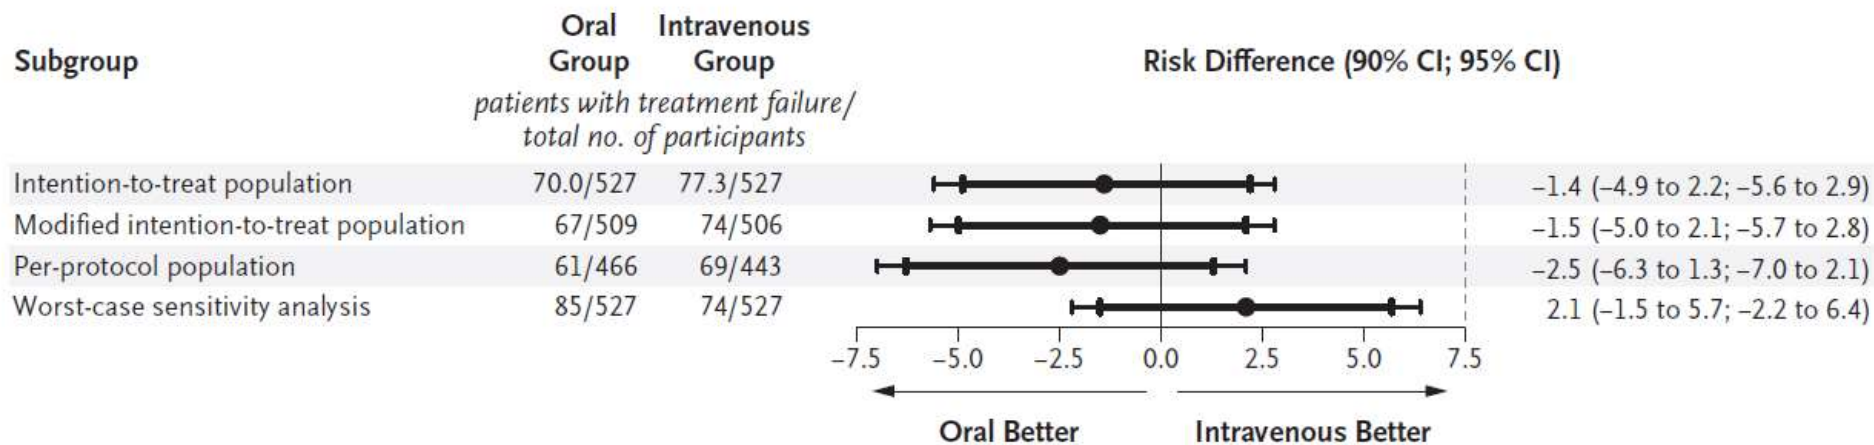 Subgroup Oral Group Intravenous Group Risk Difference (90% CI; 95% CI)
patients with treatment failure/
total no. of participants
Intention-to-treat population 70.0/527 77.3/527 –1.4 (–4.9 to 2.2; –5.6 to 2.9)
Modified intention-to-treat population 67/509 74/506 –1.5 (–5.0 to 2.1; –5.7 to 2.8)
Per-protocol population 61/466 69/443 –2.5 (–6.3 to 1.3; –7.0 to 2.1)
Worst-case sensitivity analysis 85/527 74/527 2.1 (–1.5 to 5.7; –2.2 to 6.4)
–7.5 –5.0 –2.5 0.0 2.5 5.0 7.5
Oral Better Intravenous Better